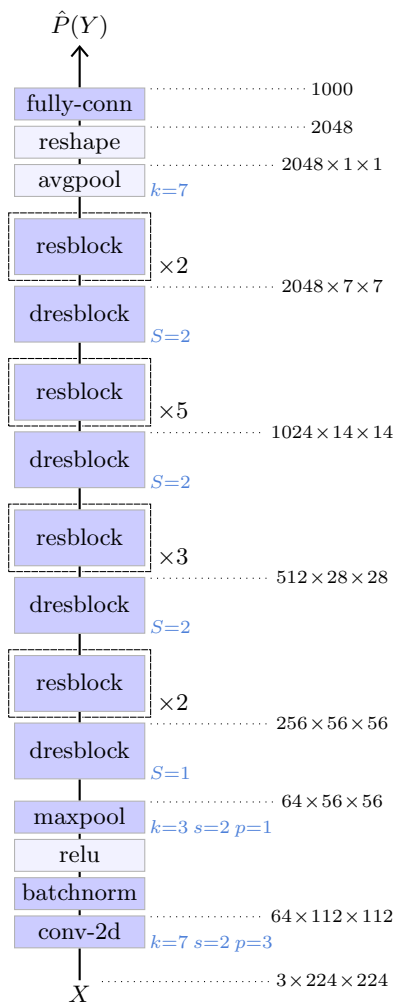 P̂(Y)
fully-conn 1000
reshape 2048
avgpool k=7 2048×1×1
resblock ×2
dresblock S=2 2048×7×7
resblock ×5
dresblock S=2 1024×14×14
resblock ×3
dresblock S=2 512×28×28
resblock ×2
dresblock S=1 256×56×56
maxpool k=3 s=2 p=1 64×56×56
relu
batchnorm
conv-2d k=7 s=2 p=3 64×112×112
X 3×224×224